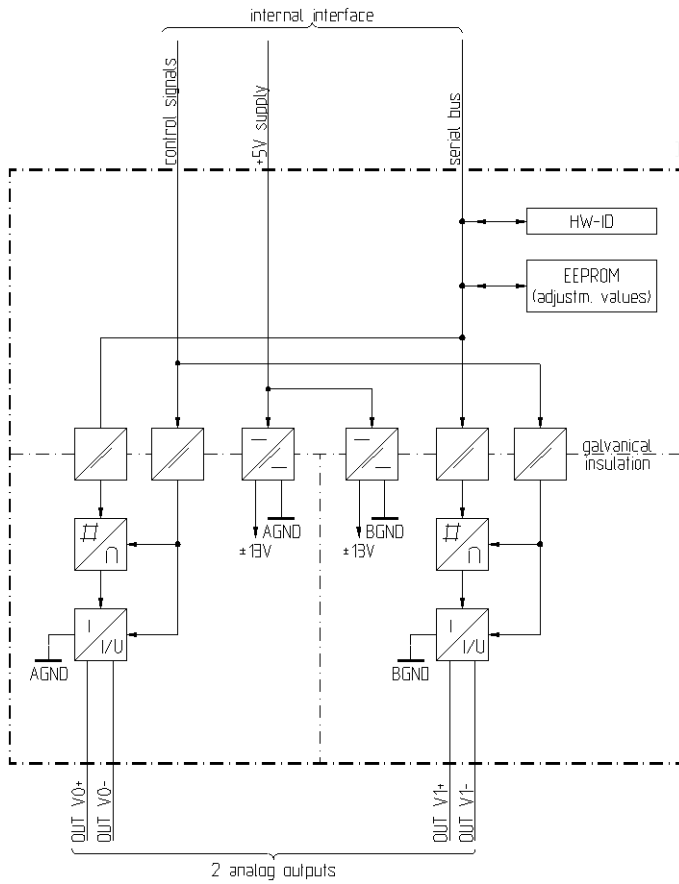 internal interface
control signals
+5V supply
serial bus
HW-ID
EEPROM
(adjustm. values)
galvanical
insulation
AGND
±13V
BGND
±13V
#
∩
#
∩
I
I/U
I
I/U
AGND
BGND
OUT V0+
OUT V0-
OUT V1+
OUT V1-
2 analog outputs